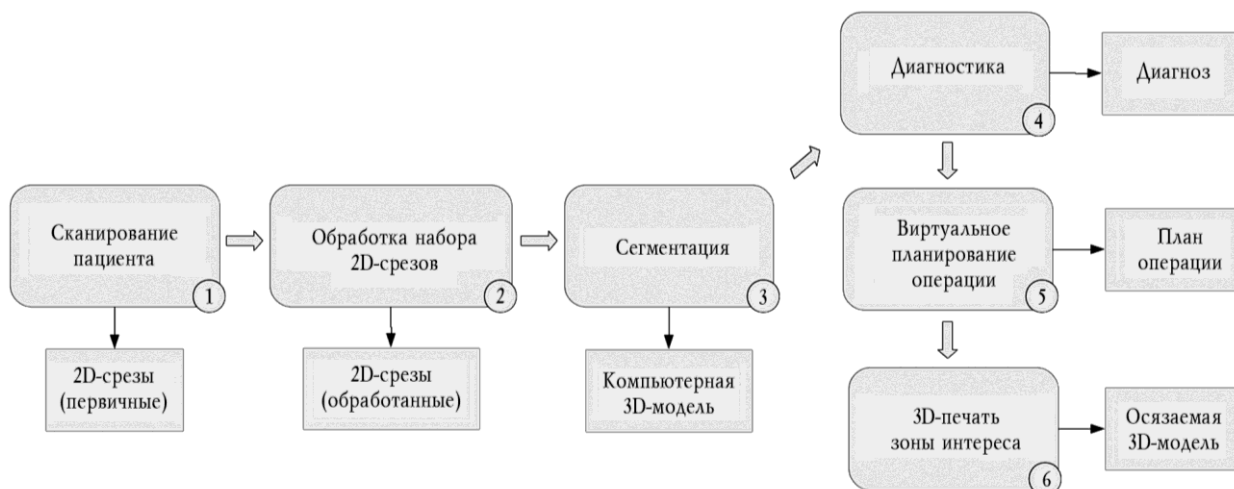 Сканирование
пациента
1
2D-срезы
(первичные)
Обработка набора
2D-срезов
2
2D-срезы
(обработанные)
Сегментация
3
Компьютерная
3D-модель
Диагностика
4
Диагноз
Виртуальное
планирование
операции
5
План
операции
3D-печать
зоны интереса
6
Осязаемая
3D-модель